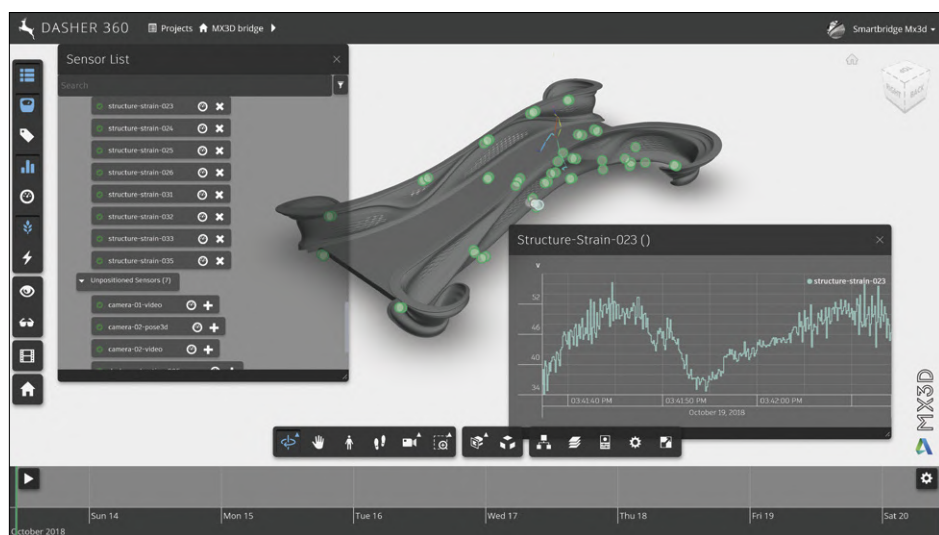 DASHER 360 Projects MX3D bridge Smartbridge Mx3d
Sensor List
Search
structure-strain-023
structure-strain-024
structure-strain-025
structure-strain-026
structure-strain-031
structure-strain-032
structure-strain-033
structure-strain-035
Unpositioned Sensors (7)
camera-01-video
camera-02-pose3d
camera-02-video
RIGHT BACK
Structure-Strain-023 ()
v
structure-strain-023
52
46
40
34
03:41:40 PM 03:41:50 PM 03:42:00 PM
October 19, 2018
MX3D
Sun 14 Mon 15 Tue 16 Wed 17 Thu 18 Fri 19 Sat 20
October 2018